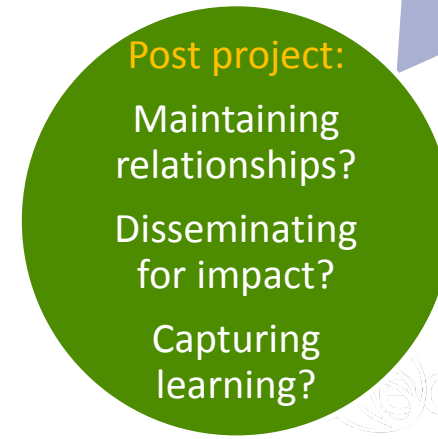 Post project:
Maintaining
relationships?
Disseminating
for impact?
Capturing
learning?